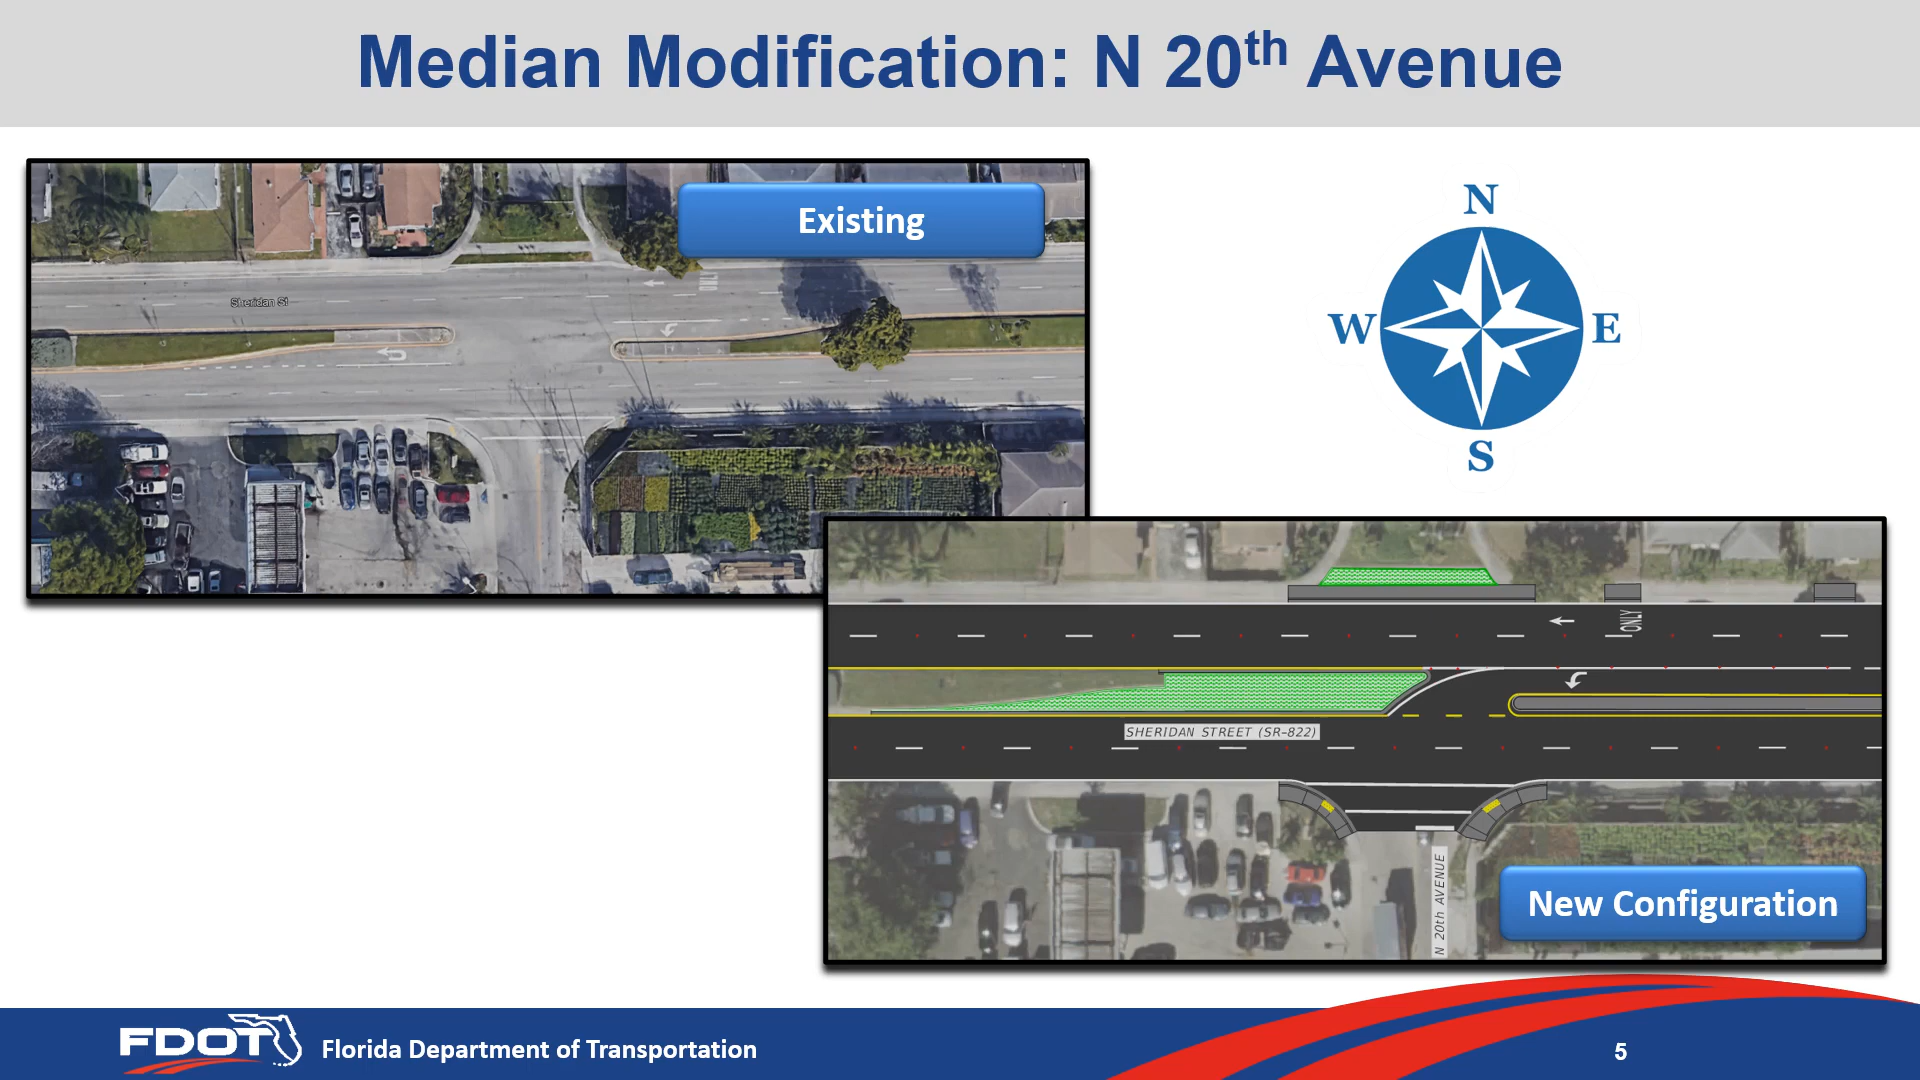 Median Modification: N 20th Avenue
Existing
Sheridan St
ONLY
N
W
E
S
ONLY
SHERIDAN STREET (SR-822)
N 20th AVENUE
New Configuration
FDOT
Florida Department of Transportation
5